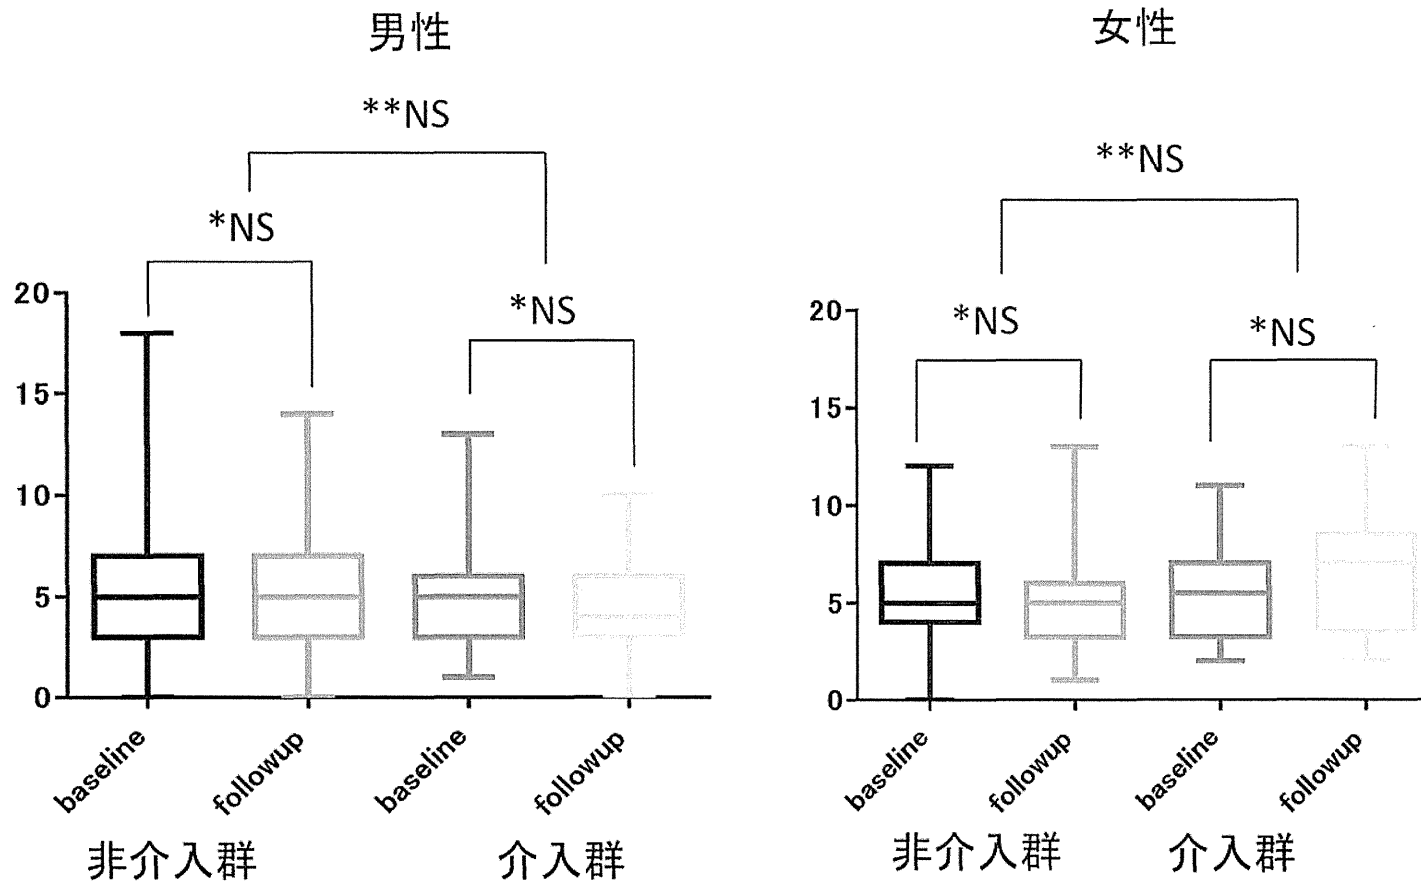 男性
**NS
*NS
*NS
20
15
10
5
0
baseline
followup
baseline
followup
非介入群
介入群
女性
**NS
*NS
*NS
20
15
10
5
0
baseline
followup
baseline
followup
非介入群
介入群